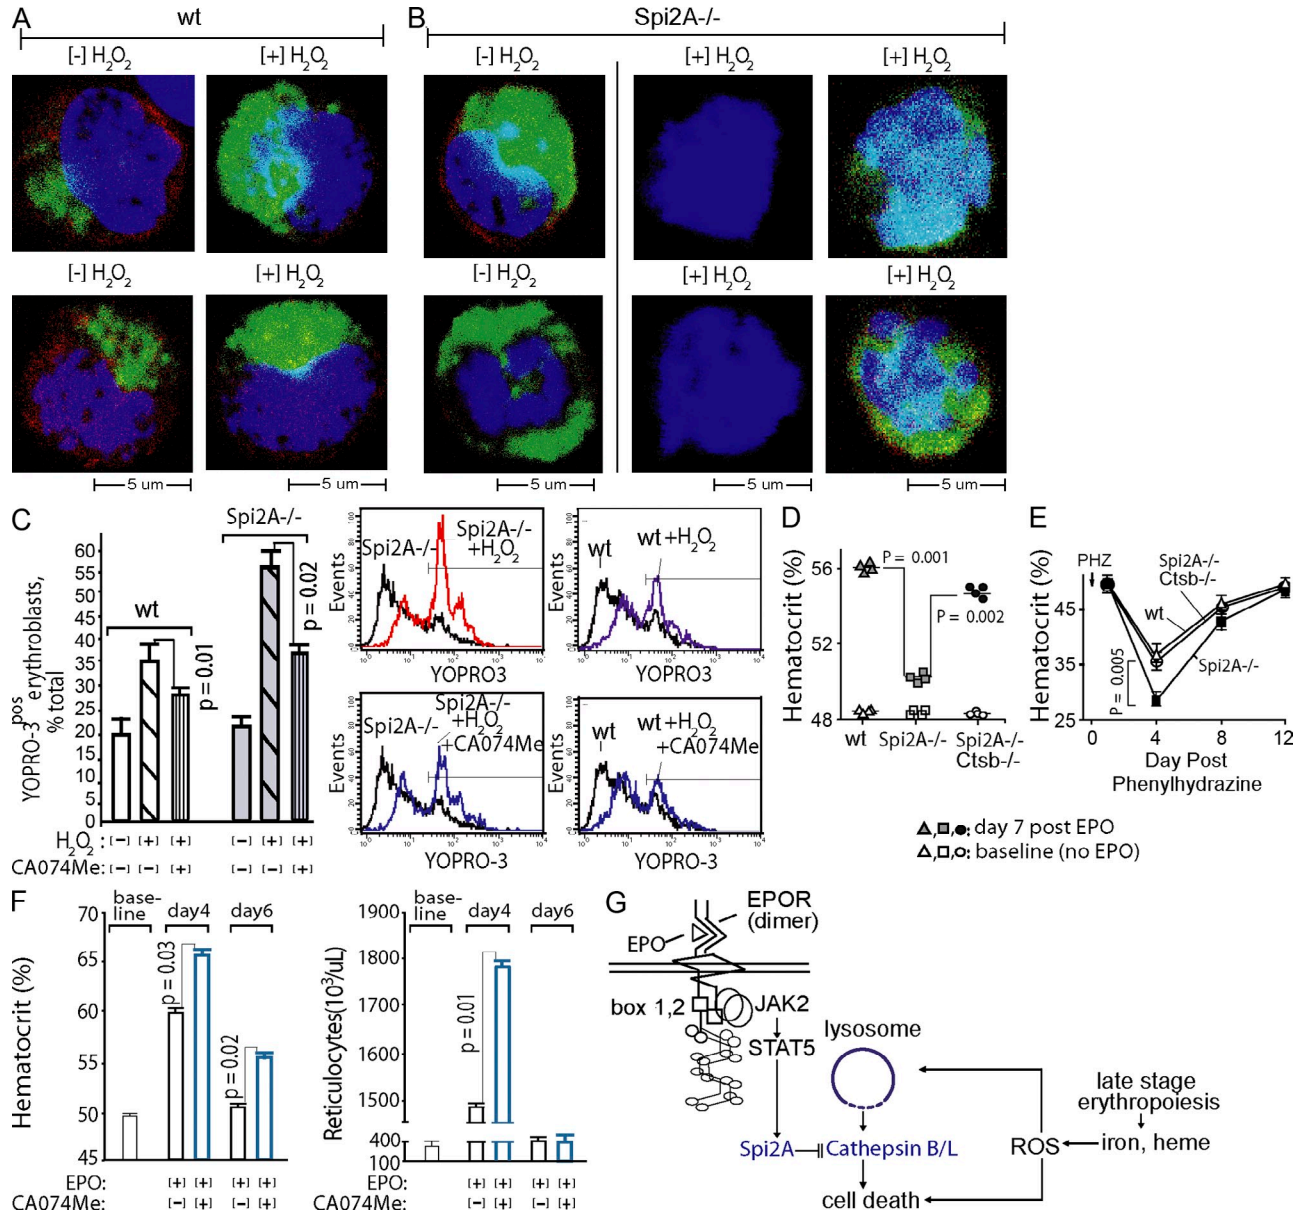 A
wt
B
Spi2A-/-
[-] H2O2
[+] H2O2
[-] H2O2
[+] H2O2
[+] H2O2
[-] H2O2
[+] H2O2
[-] H2O2
[+] H2O2
[+] H2O2
5 um
5 um
5 um
5 um
5 um
C
YOPRO-3pos erythroblasts,
% total
60
55
50
45
40
35
30
25
20
15
10
5
0
wt
p = 0.01
Spi2A-/-
p = 0.02
H2O2:
[-] [+] [+] [-] [+] [+]
CA074Me:
[-] [-] [+] [-] [-] [+]
Events
Spi2A-/-
Spi2A-/-
+H2O2
YOPRO3
Events
wt
wt +H2O2
YOPRO-3
Events
Spi2A-/-
Spi2A-/-
+ H2O2
+CA074Me
YOPRO-3
Events
wt
wt +H2O2
+CA074Me
YOPRO-3
D
Hematocrit (%)
56
52
48
P = 0.001
P = 0.002
wt
Spi2A-/-
Spi2A-/-
Ctsb-/-
E
Hematocrit (%)
45
35
25
PHZ
Spi2A-/-
Ctsb-/-
wt
Spi2A-/-
P = 0.005
0 4 8 12
Day Post
Phenylhydrazine
: day 7 post EPO
: baseline (no EPO)
F
Hematocrit (%)
70
65
60
55
50
45
base-
line
day4
day6
p = 0.03
p = 0.02
EPO: [+] [+] [+] [+]
CA074Me: [-] [+] [-] [+]
Reticulocytes(10³/uL)
1900
1800
1700
1600
1500
400
100
base-
line
day4
day6
p = 0.01
EPO: [+] [+] [+] [+]
CA074Me: [-] [+] [-] [+]
G
EPOR
(dimer)
EPO
box 1,2
JAK2
STAT5
lysosome
late stage
erythropoiesis
iron, heme
ROS
Spi2A
Cathepsin B/L
cell death